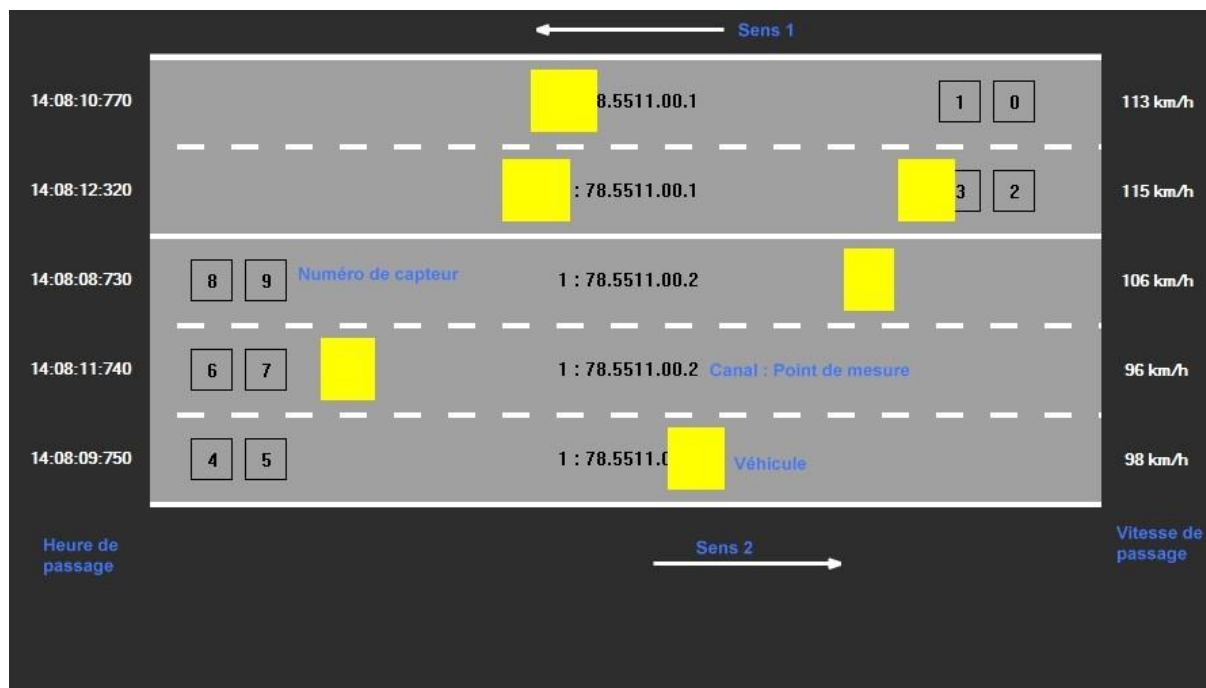 Sens 1
14:08:10:770 8.5511.00.1 1 0 113 km/h
14:08:12:320 : 78.5511.00.1 3 2 115 km/h
14:08:08:730 8 9 Numéro de capteur 1 : 78.5511.00.2 106 km/h
14:08:11:740 6 7 1 : 78.5511.00.2 Canal : Point de mesure 96 km/h
14:08:09:750 4 5 1 : 78.5511. Véhicule 98 km/h
Heure de passage
Sens 2
Vitesse de passage